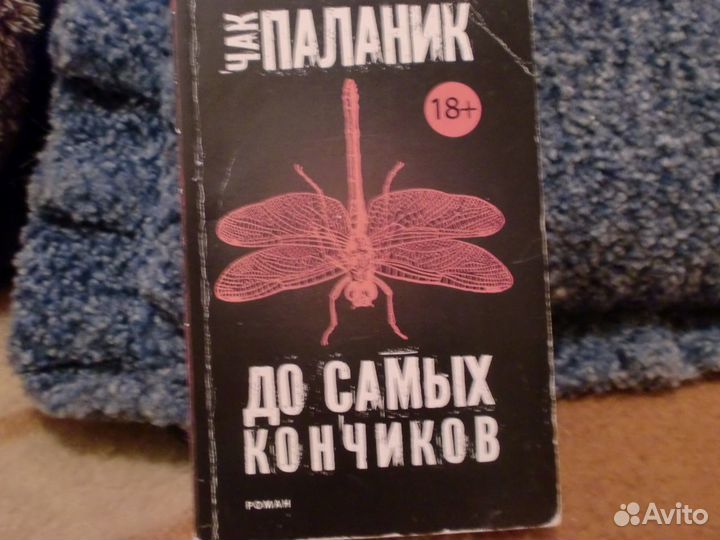 ЧАК
ПАЛАНИК
18+
ДО САМЫХ
КОНЧИКОВ
РОМАН
Avito